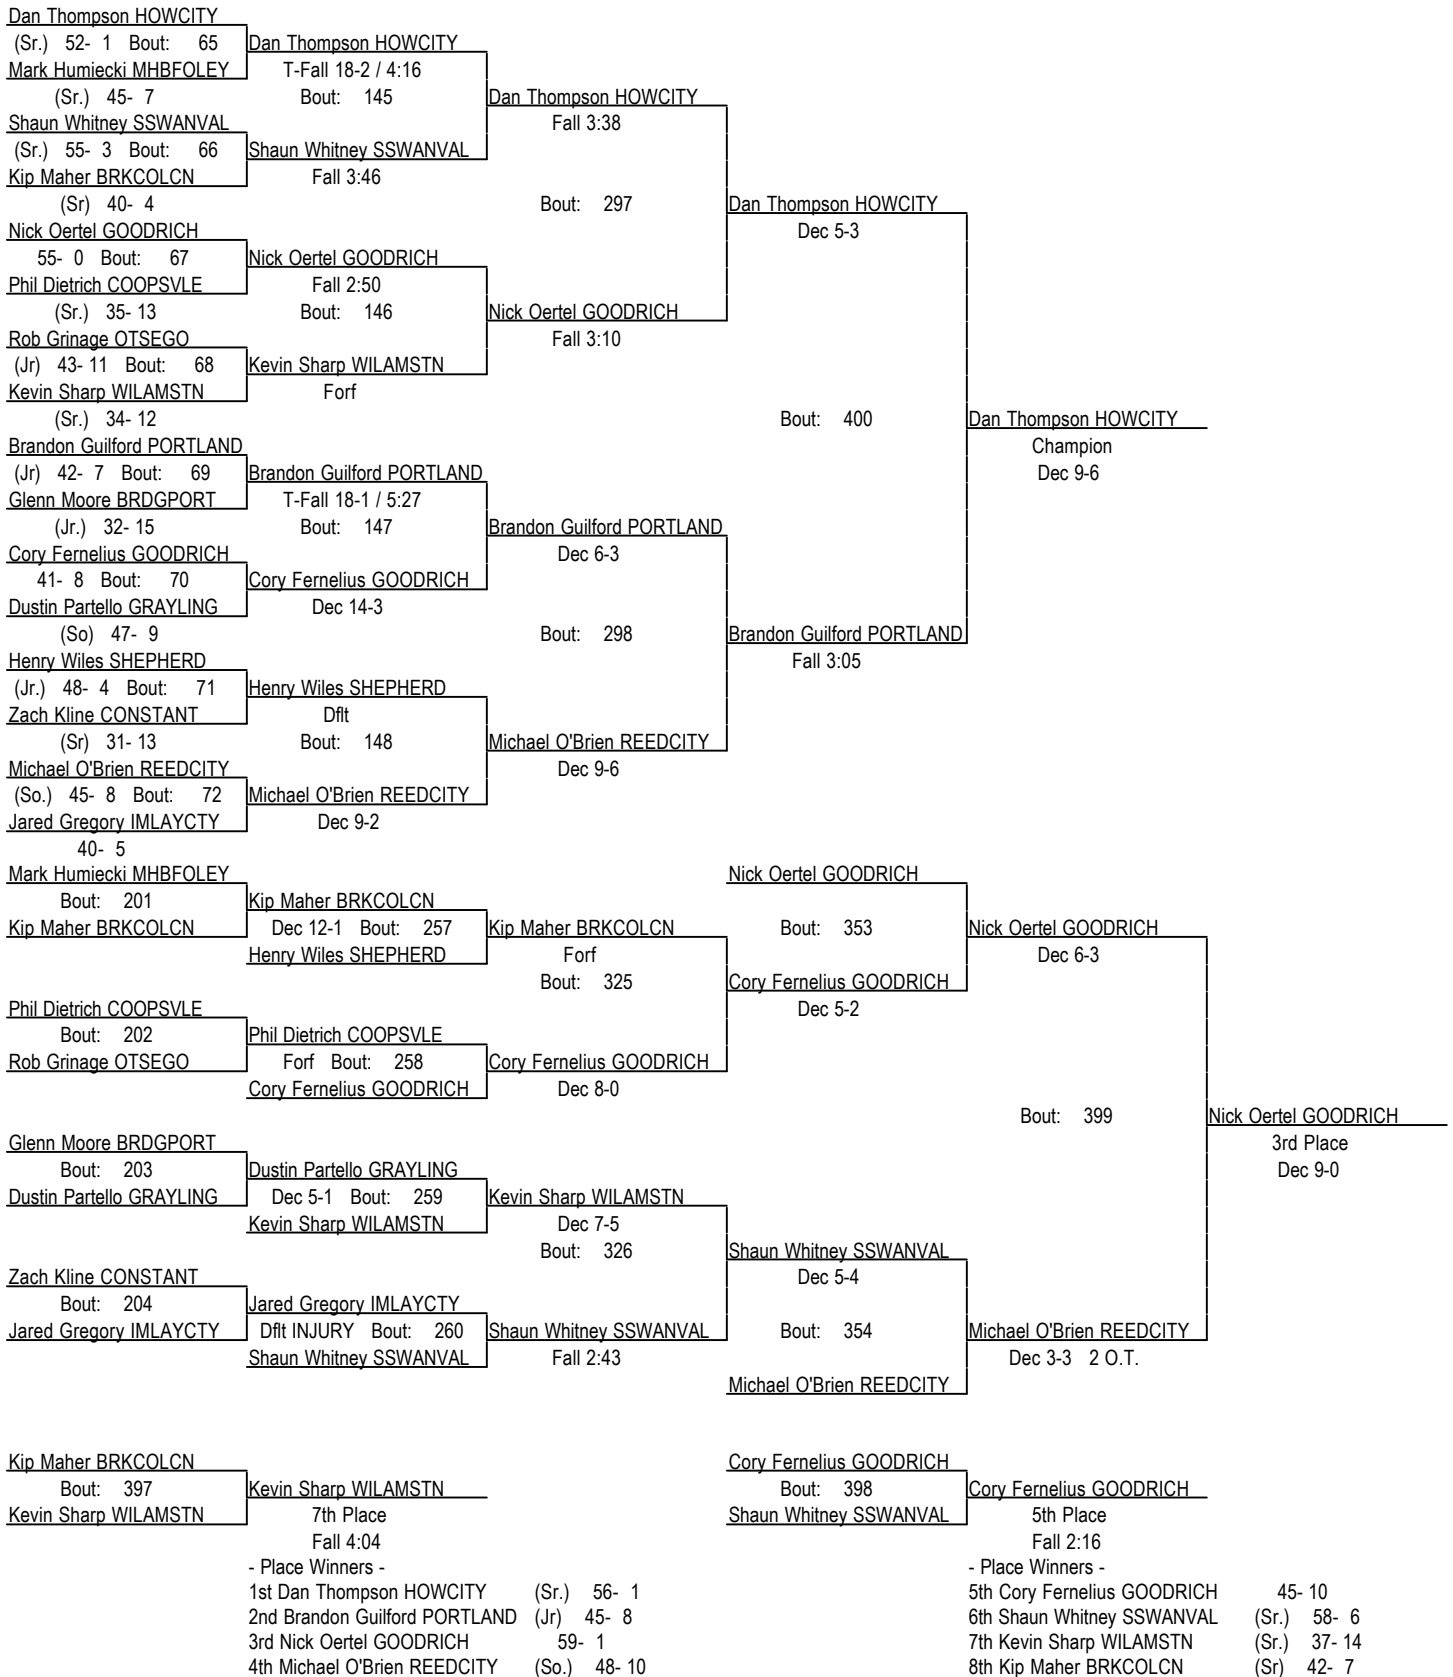 Dan Thompson HOWCITY
(Sr.) 52- 1 Bout: 65 Dan Thompson HOWCITY
Mark Humiecki MHBFOLEY T-Fall 18-2 / 4:16
(Sr.) 45- 7 Bout: 145 Dan Thompson HOWCITY
Shaun Whitney SSWANVAL Fall 3:38
(Sr.) 55- 3 Bout: 66 Shaun Whitney SSWANVAL
Kip Maher BRKCOLCN Fall 3:46
(Sr) 40- 4 Bout: 297 Dan Thompson HOWCITY
Nick Oertel GOODRICH Dec 5-3
55- 0 Bout: 67 Nick Oertel GOODRICH
Phil Dietrich COOPSVLE Fall 2:50
(Sr.) 35- 13 Bout: 146 Nick Oertel GOODRICH
Rob Grinage OTSEGO Fall 3:10
(Jr) 43- 11 Bout: 68 Kevin Sharp WILAMSTN
Kevin Sharp WILAMSTN Forf
(Sr.) 34- 12 Bout: 400 Dan Thompson HOWCITY
Brandon Guilford PORTLAND Champion
(Jr) 42- 7 Bout: 69 Brandon Guilford PORTLAND Dec 9-6
Glenn Moore BRDGPORT T-Fall 18-1 / 5:27
(Jr.) 32- 15 Bout: 147 Brandon Guilford PORTLAND
Cory Fernelius GOODRICH Dec 6-3
41- 8 Bout: 70 Cory Fernelius GOODRICH
Dustin Partello GRAYLING Dec 14-3
(So) 47- 9 Bout: 298 Brandon Guilford PORTLAND
Henry Wiles SHEPHERD Fall 3:05
(Jr.) 48- 4 Bout: 71 Henry Wiles SHEPHERD
Zach Kline CONSTANT Dflt
(Sr) 31- 13 Bout: 148 Michael O'Brien REEDCITY
Michael O'Brien REEDCITY Dec 9-6
(So.) 45- 8 Bout: 72 Michael O'Brien REEDCITY
Jared Gregory IMLAYCTY Dec 9-2
40- 5
Mark Humiecki MHBFOLEY Nick Oertel GOODRICH
Bout: 201 Kip Maher BRKCOLCN
Kip Maher BRKCOLCN Dec 12-1 Bout: 257 Kip Maher BRKCOLCN Bout: 353 Nick Oertel GOODRICH
Henry Wiles SHEPHERD Forf Dec 6-3
Bout: 325 Cory Fernelius GOODRICH
Phil Dietrich COOPSVLE Dec 5-2
Bout: 202 Phil Dietrich COOPSVLE
Rob Grinage OTSEGO Forf Bout: 258 Cory Fernelius GOODRICH
Cory Fernelius GOODRICH Dec 8-0
Bout: 399 Nick Oertel GOODRICH
Glenn Moore BRDGPORT 3rd Place
Bout: 203 Dustin Partello GRAYLING Dec 9-0
Dustin Partello GRAYLING Dec 5-1 Bout: 259 Kevin Sharp WILAMSTN
Kevin Sharp WILAMSTN Dec 7-5
Bout: 326 Shaun Whitney SSWANVAL
Zach Kline CONSTANT Dec 5-4
Bout: 204 Jared Gregory IMLAYCTY
Jared Gregory IMLAYCTY Dflt INJURY Bout: 260 Shaun Whitney SSWANVAL Bout: 354 Michael O'Brien REEDCITY
Shaun Whitney SSWANVAL Fall 2:43 Dec 3-3 2 O.T.
Michael O'Brien REEDCITY
Kip Maher BRKCOLCN Cory Fernelius GOODRICH
Bout: 397 Kevin Sharp WILAMSTN Bout: 398 Cory Fernelius GOODRICH
Kevin Sharp WILAMSTN 7th Place Shaun Whitney SSWANVAL 5th Place
Fall 4:04 Fall 2:16
- Place Winners - - Place Winners -
1st Dan Thompson HOWCITY (Sr.) 56- 1 5th Cory Fernelius GOODRICH 45- 10
2nd Brandon Guilford PORTLAND (Jr) 45- 8 6th Shaun Whitney SSWANVAL (Sr.) 58- 6
3rd Nick Oertel GOODRICH 59- 1 7th Kevin Sharp WILAMSTN (Sr.) 37- 14
4th Michael O'Brien REEDCITY (So.) 48- 10 8th Kip Maher BRKCOLCN (Sr) 42- 7